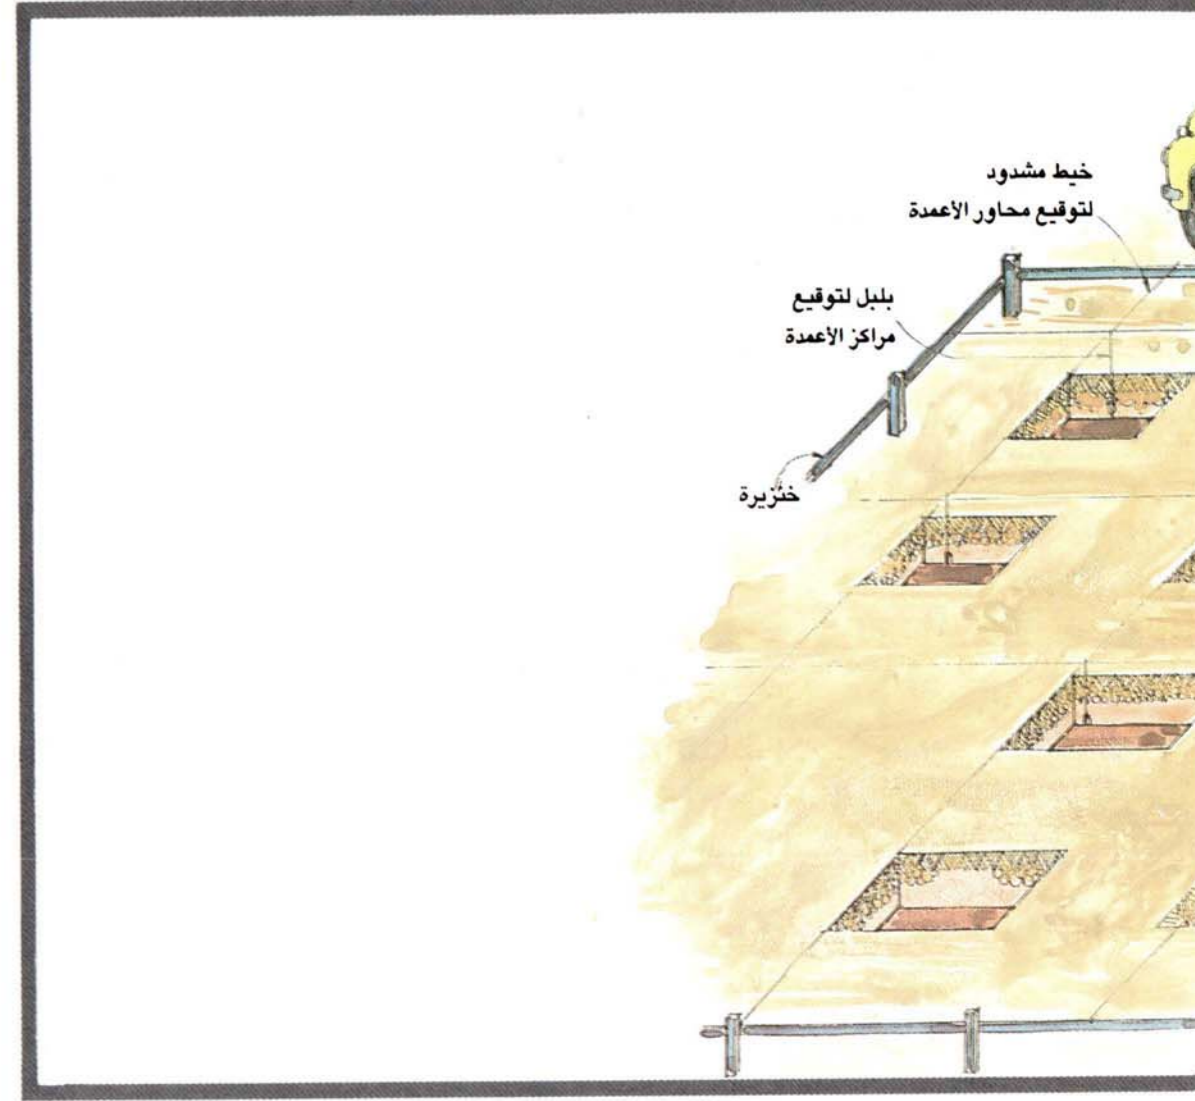 خيط مشدود
لتوقيع محاور الأعمدة
بلبل لتوقيع
مراكز الأعمدة
خنزيرة